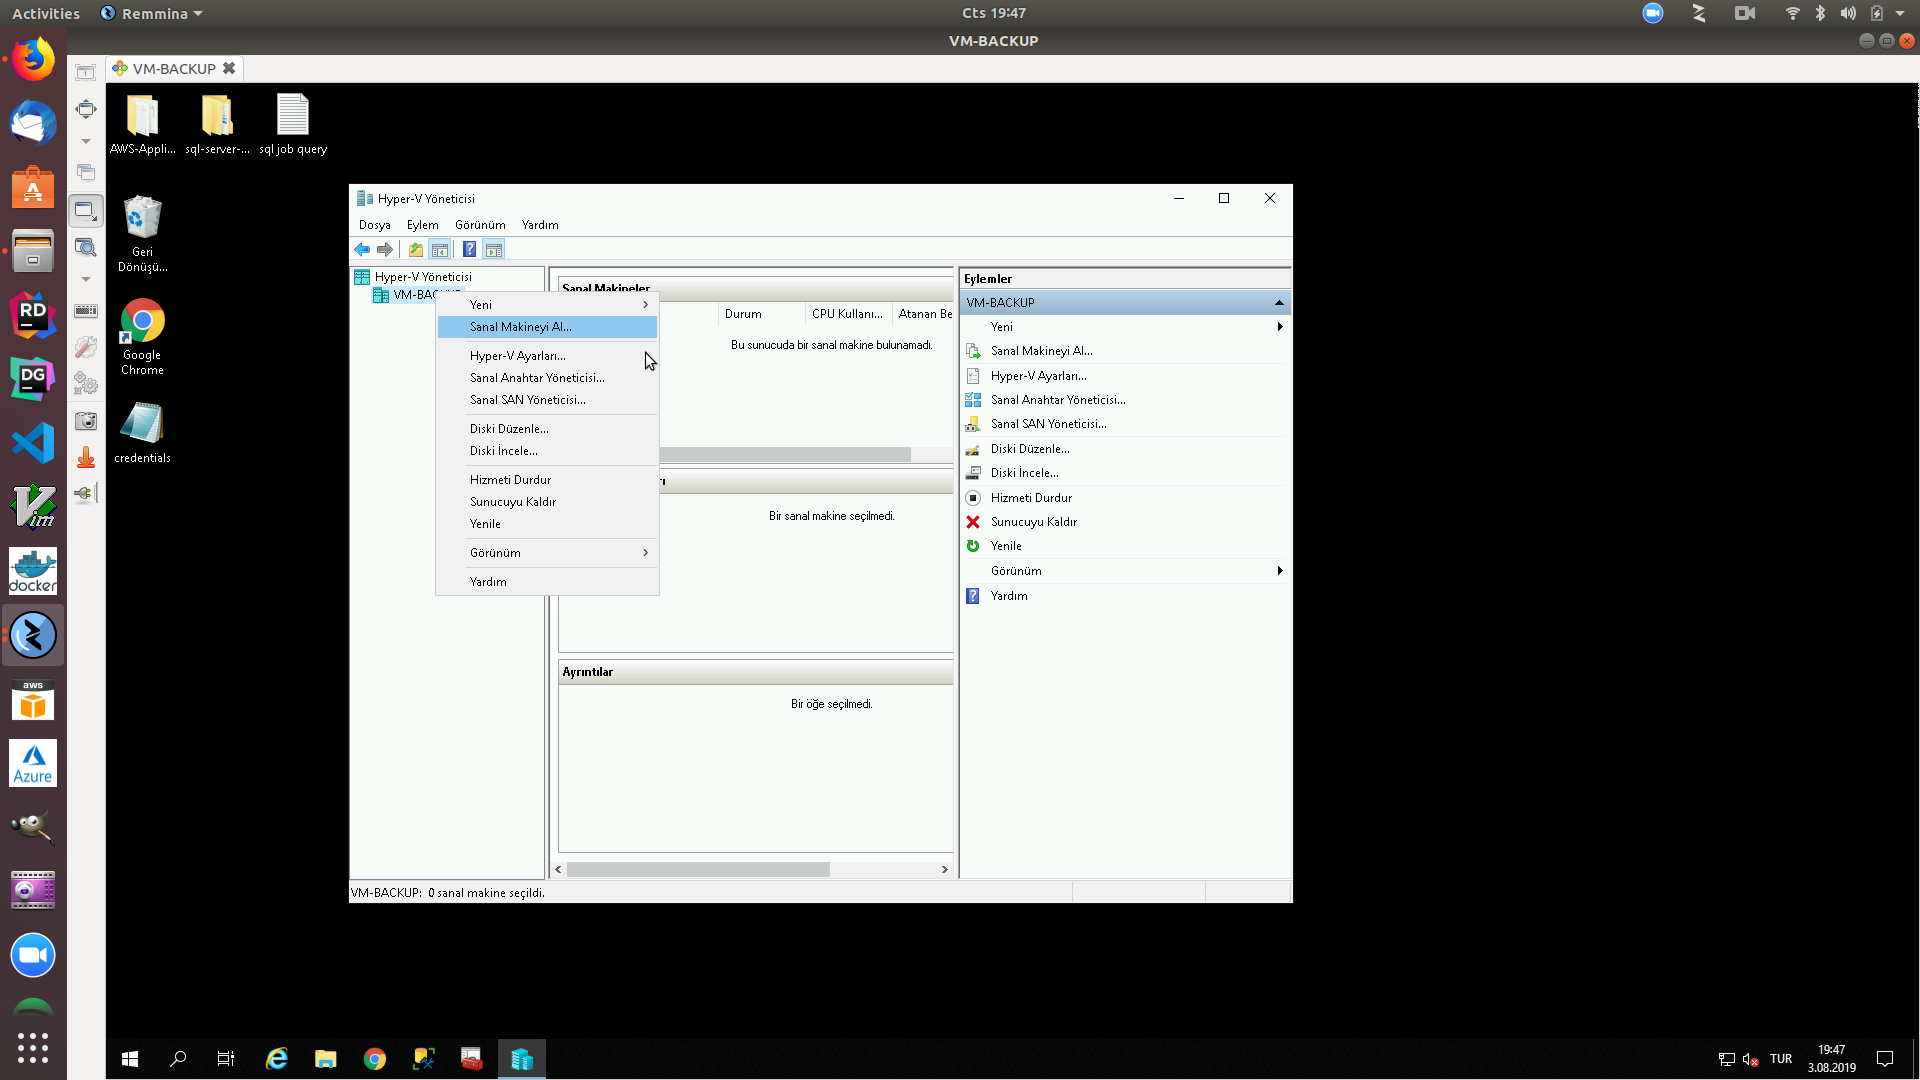 Activities
Remmina
Cts 19:47
VM-BACKUP
VM-BACKUP
AWS-Appli...
sql-server-...
sql job query
Geri
Dönüşü...
Google
Chrome
credentials
RD
DG
Vim
docker
aws
Azure
Hyper-V Yöneticisi
Dosya
Eylem
Görünüm
Yardım
Hyper-V Yöneticisi
VM-BACKUP
Yeni
Sanal Makineyi Al...
Hyper-V Ayarları...
Sanal Anahtar Yöneticisi...
Sanal SAN Yöneticisi...
Diski Düzenle...
Diski İncele...
Hizmeti Durdur
Sunucuyu Kaldır
Yenile
Görünüm
Yardım
Sanal Makineler
Durum
CPU Kullanı...
Atanan Be
Bu sunucuda bir sanal makine bulunamadı.
Bir sanal makine seçilmedi.
Ayrıntılar
Bir öğe seçilmedi.
Eylemler
VM-BACKUP
Yeni
Sanal Makineyi Al...
Hyper-V Ayarları...
Sanal Anahtar Yöneticisi...
Sanal SAN Yöneticisi...
Diski Düzenle...
Diski İncele...
Hizmeti Durdur
Sunucuyu Kaldır
Yenile
Görünüm
Yardım
VM-BACKUP: 0 sanal makine seçildi.
TUR
19:47
3.08.2019